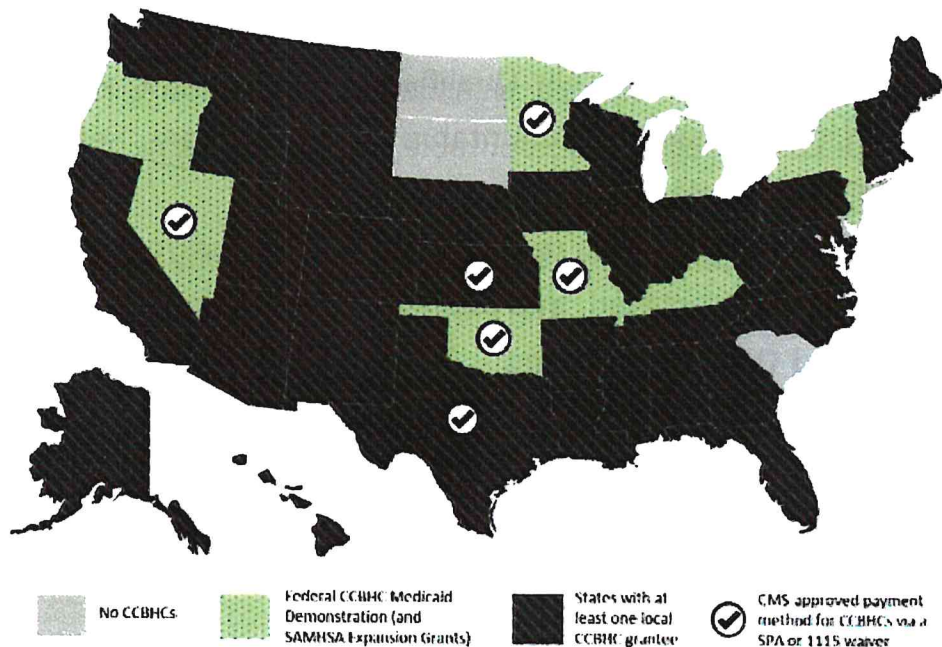 No CCBHCs
Federal CCBHC Medicaid
Demonstration (and
SAMHSA Expansion Grants)
States with at
least one local
CCBHC grantee
CMS approved payment
method for CCBHCs via a
SPA or 1115 waiver